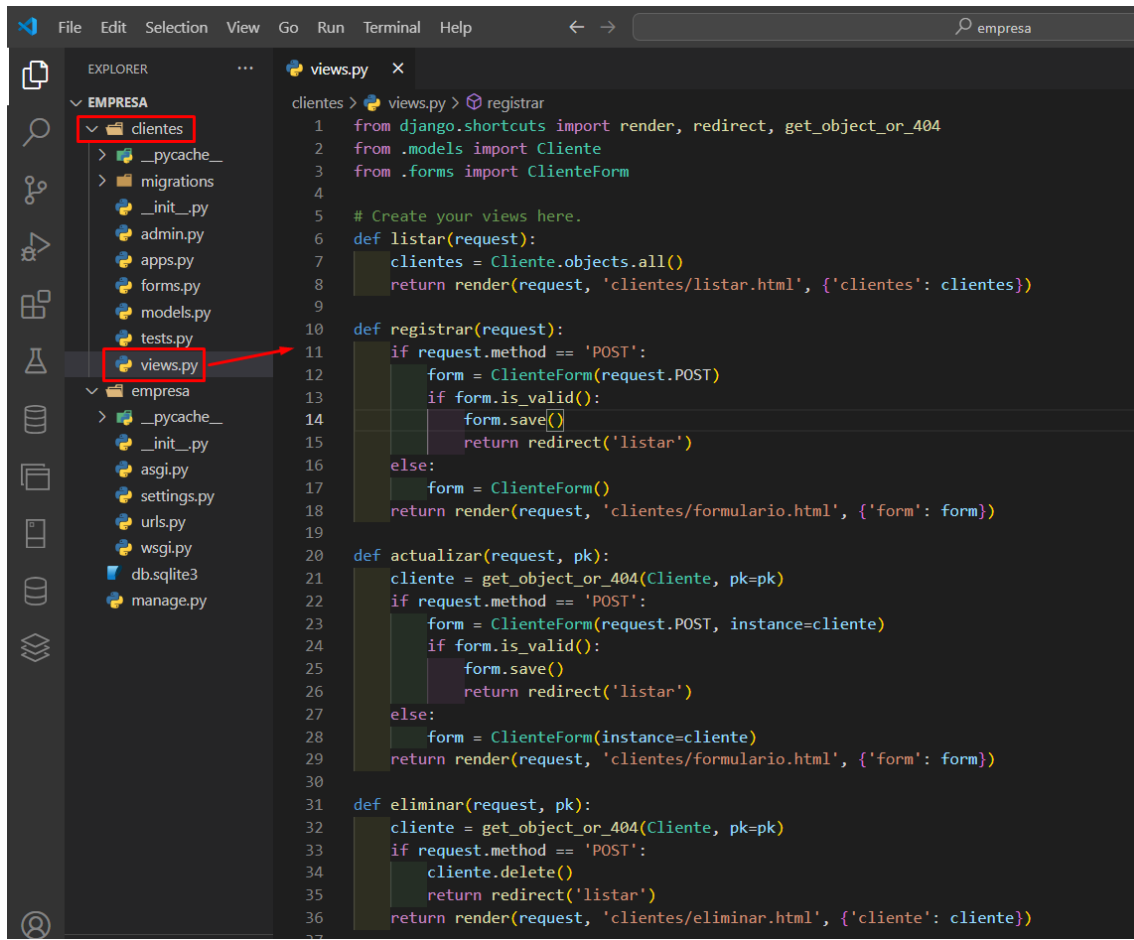 File Edit Selection View Go Run Terminal Help
empresa
EXPLORER
EMPRESA
clientes
__pycache__
migrations
__init__.py
admin.py
apps.py
forms.py
models.py
tests.py
views.py
empresa
__pycache__
__init__.py
asgi.py
settings.py
urls.py
wsgi.py
db.sqlite3
manage.py
views.py
clientes > views.py > registrar
1 from django.shortcuts import render, redirect, get_object_or_404
2 from .models import Cliente
3 from .forms import ClienteForm
4
5 # Create your views here.
6 def listar(request):
7     clientes = Cliente.objects.all()
8     return render(request, 'clientes/listar.html', {'clientes': clientes})
9
10 def registrar(request):
11     if request.method == 'POST':
12         form = ClienteForm(request.POST)
13         if form.is_valid():
14             form.save()
15             return redirect('listar')
16     else:
17         form = ClienteForm()
18     return render(request, 'clientes/formulario.html', {'form': form})
19
20 def actualizar(request, pk):
21     cliente = get_object_or_404(Cliente, pk=pk)
22     if request.method == 'POST':
23         form = ClienteForm(request.POST, instance=cliente)
24         if form.is_valid():
25             form.save()
26             return redirect('listar')
27     else:
28         form = ClienteForm(instance=cliente)
29     return render(request, 'clientes/formulario.html', {'form': form})
30
31 def eliminar(request, pk):
32     cliente = get_object_or_404(Cliente, pk=pk)
33     if request.method == 'POST':
34         cliente.delete()
35         return redirect('listar')
36     return render(request, 'clientes/eliminar.html', {'cliente': cliente})
37